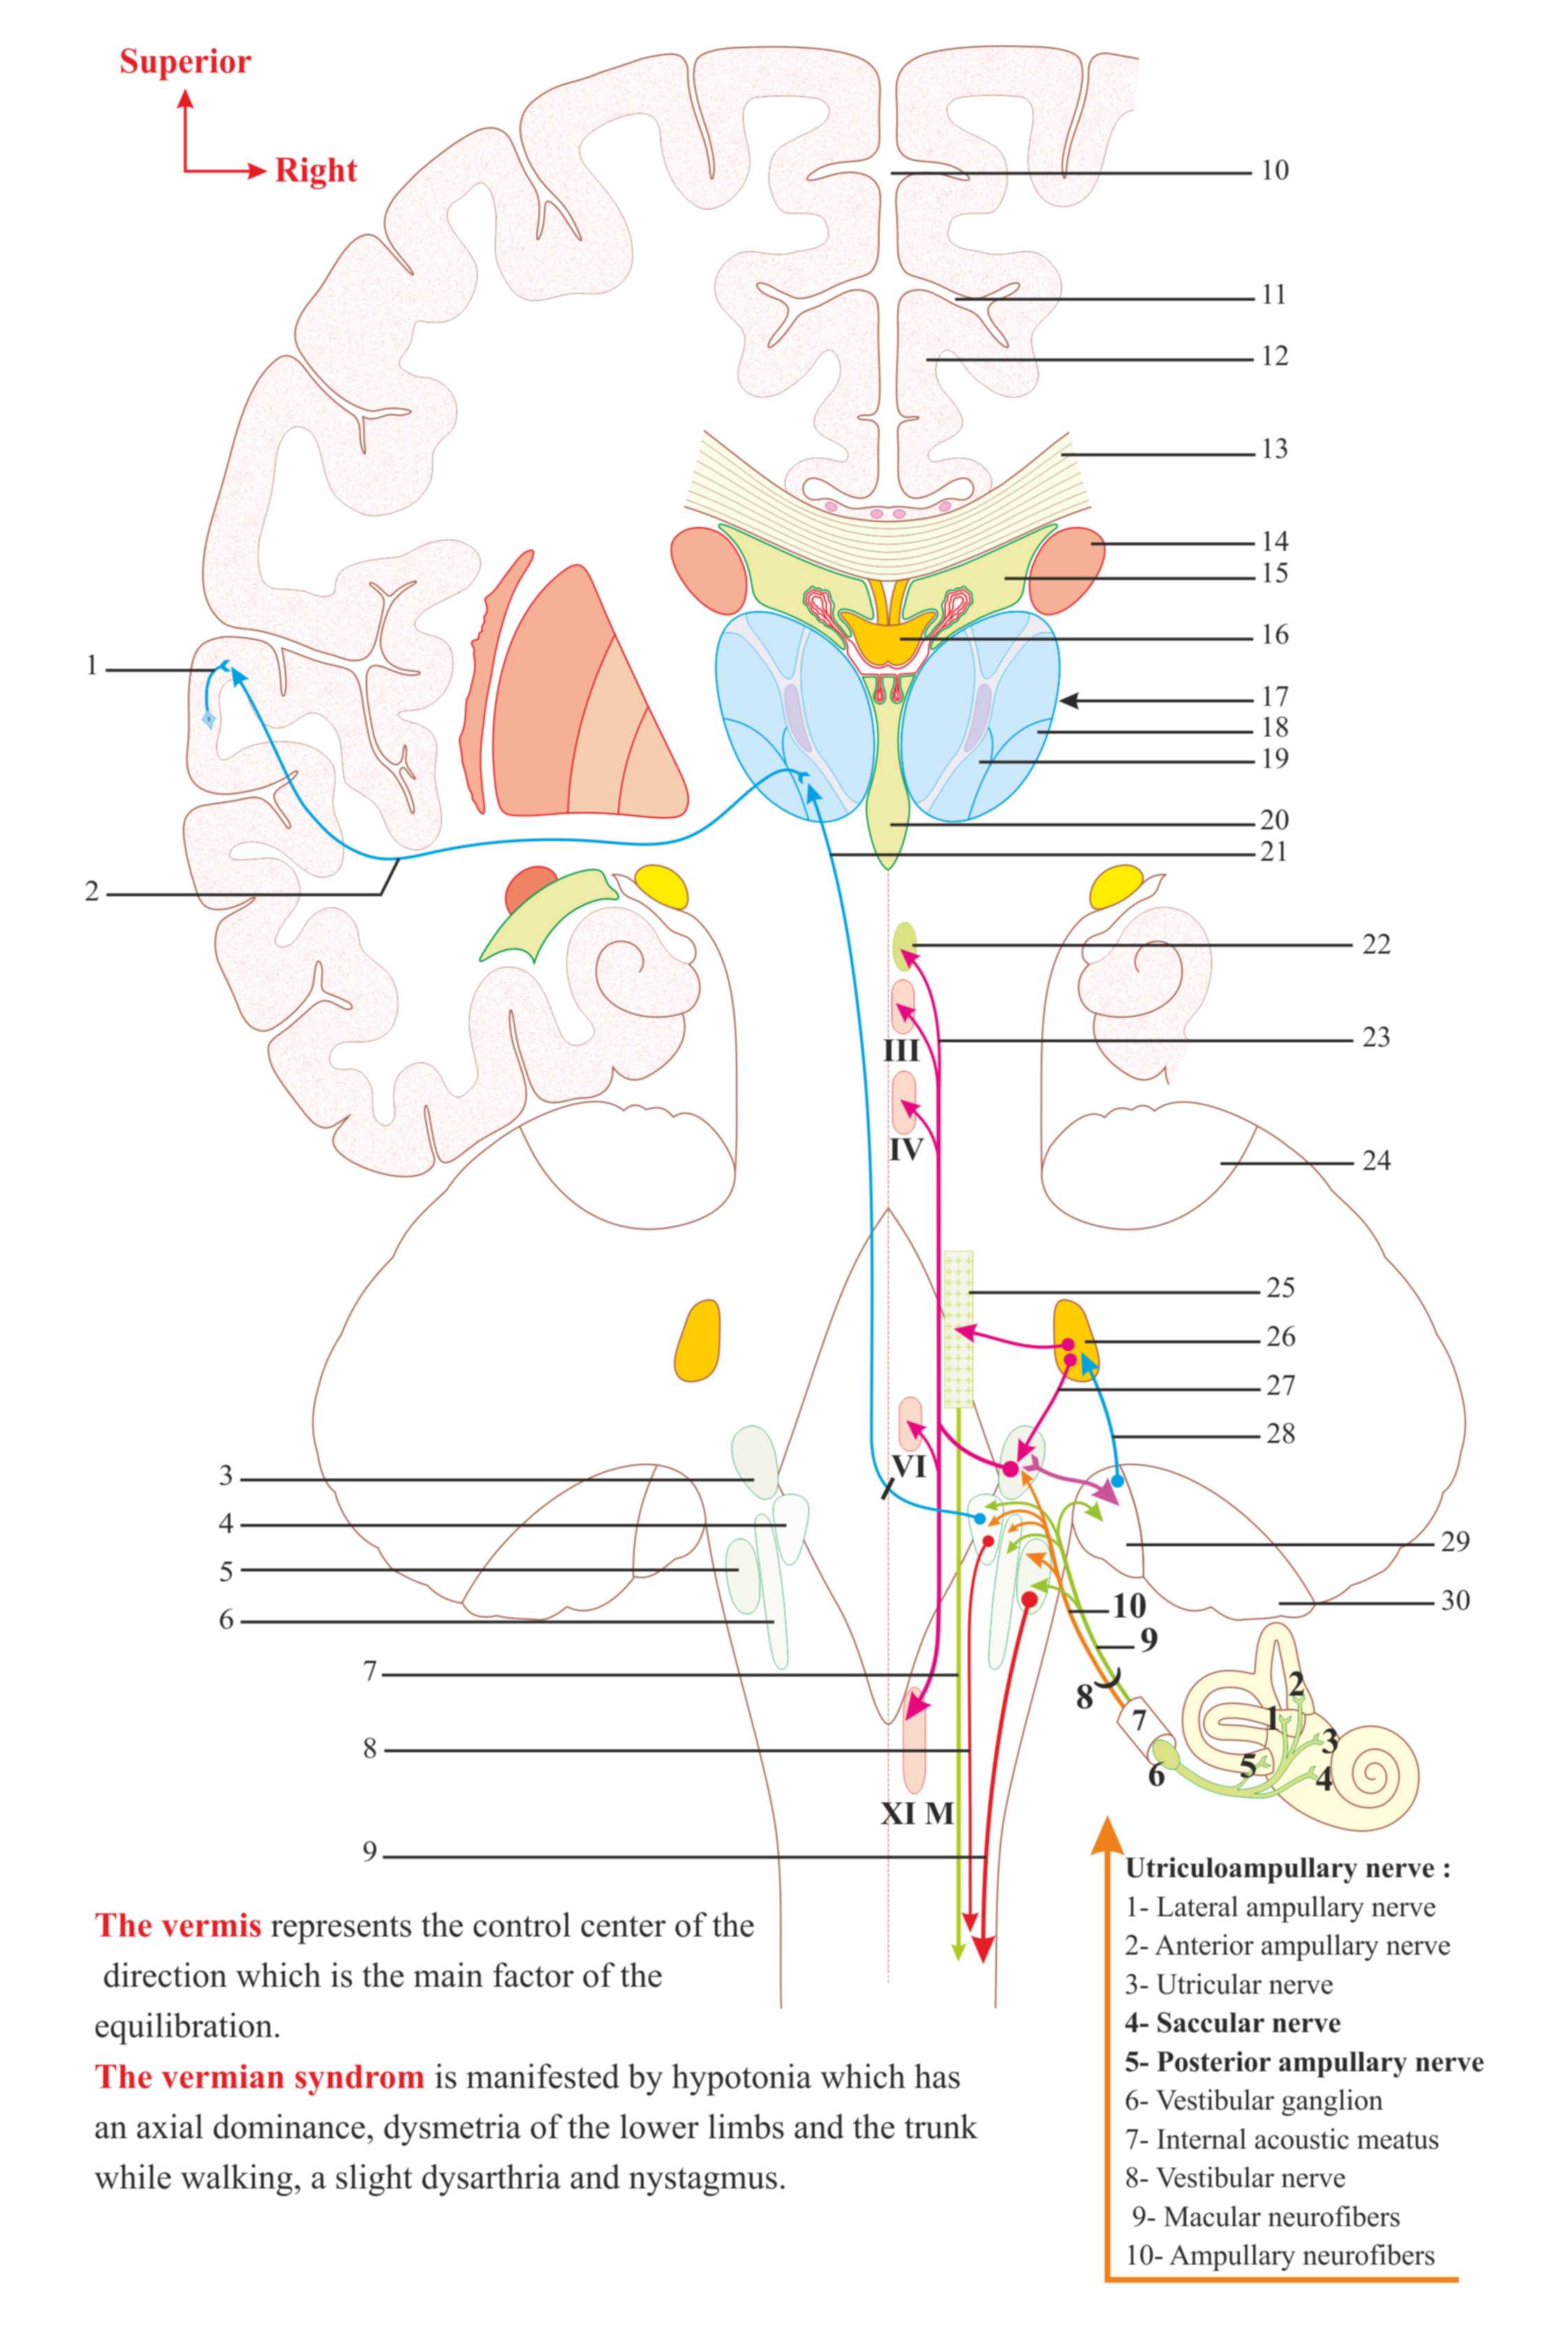 Superior
Right
10
11
12
13
14
15
16
1
17
18
19
20
21
2
22
23
III
IV
24
25
26
27
28
VI
3
4
29
5
30
6
10
9
7
8
7
2
1
3
5
4
6
8
XI M
9
Utriculoampullary nerve :
1- Lateral ampullary nerve
2- Anterior ampullary nerve
3- Utricular nerve
4- Saccular nerve
5- Posterior ampullary nerve
6- Vestibular ganglion
7- Internal acoustic meatus
8- Vestibular nerve
9- Macular neurofibers
10- Ampullary neurofibers
The vermis represents the control center of the
direction which is the main factor of the
equilibration.
The vermian syndrom is manifested by hypotonia which has
an axial dominance, dysmetria of the lower limbs and the trunk
while walking, a slight dysarthria and nystagmus.